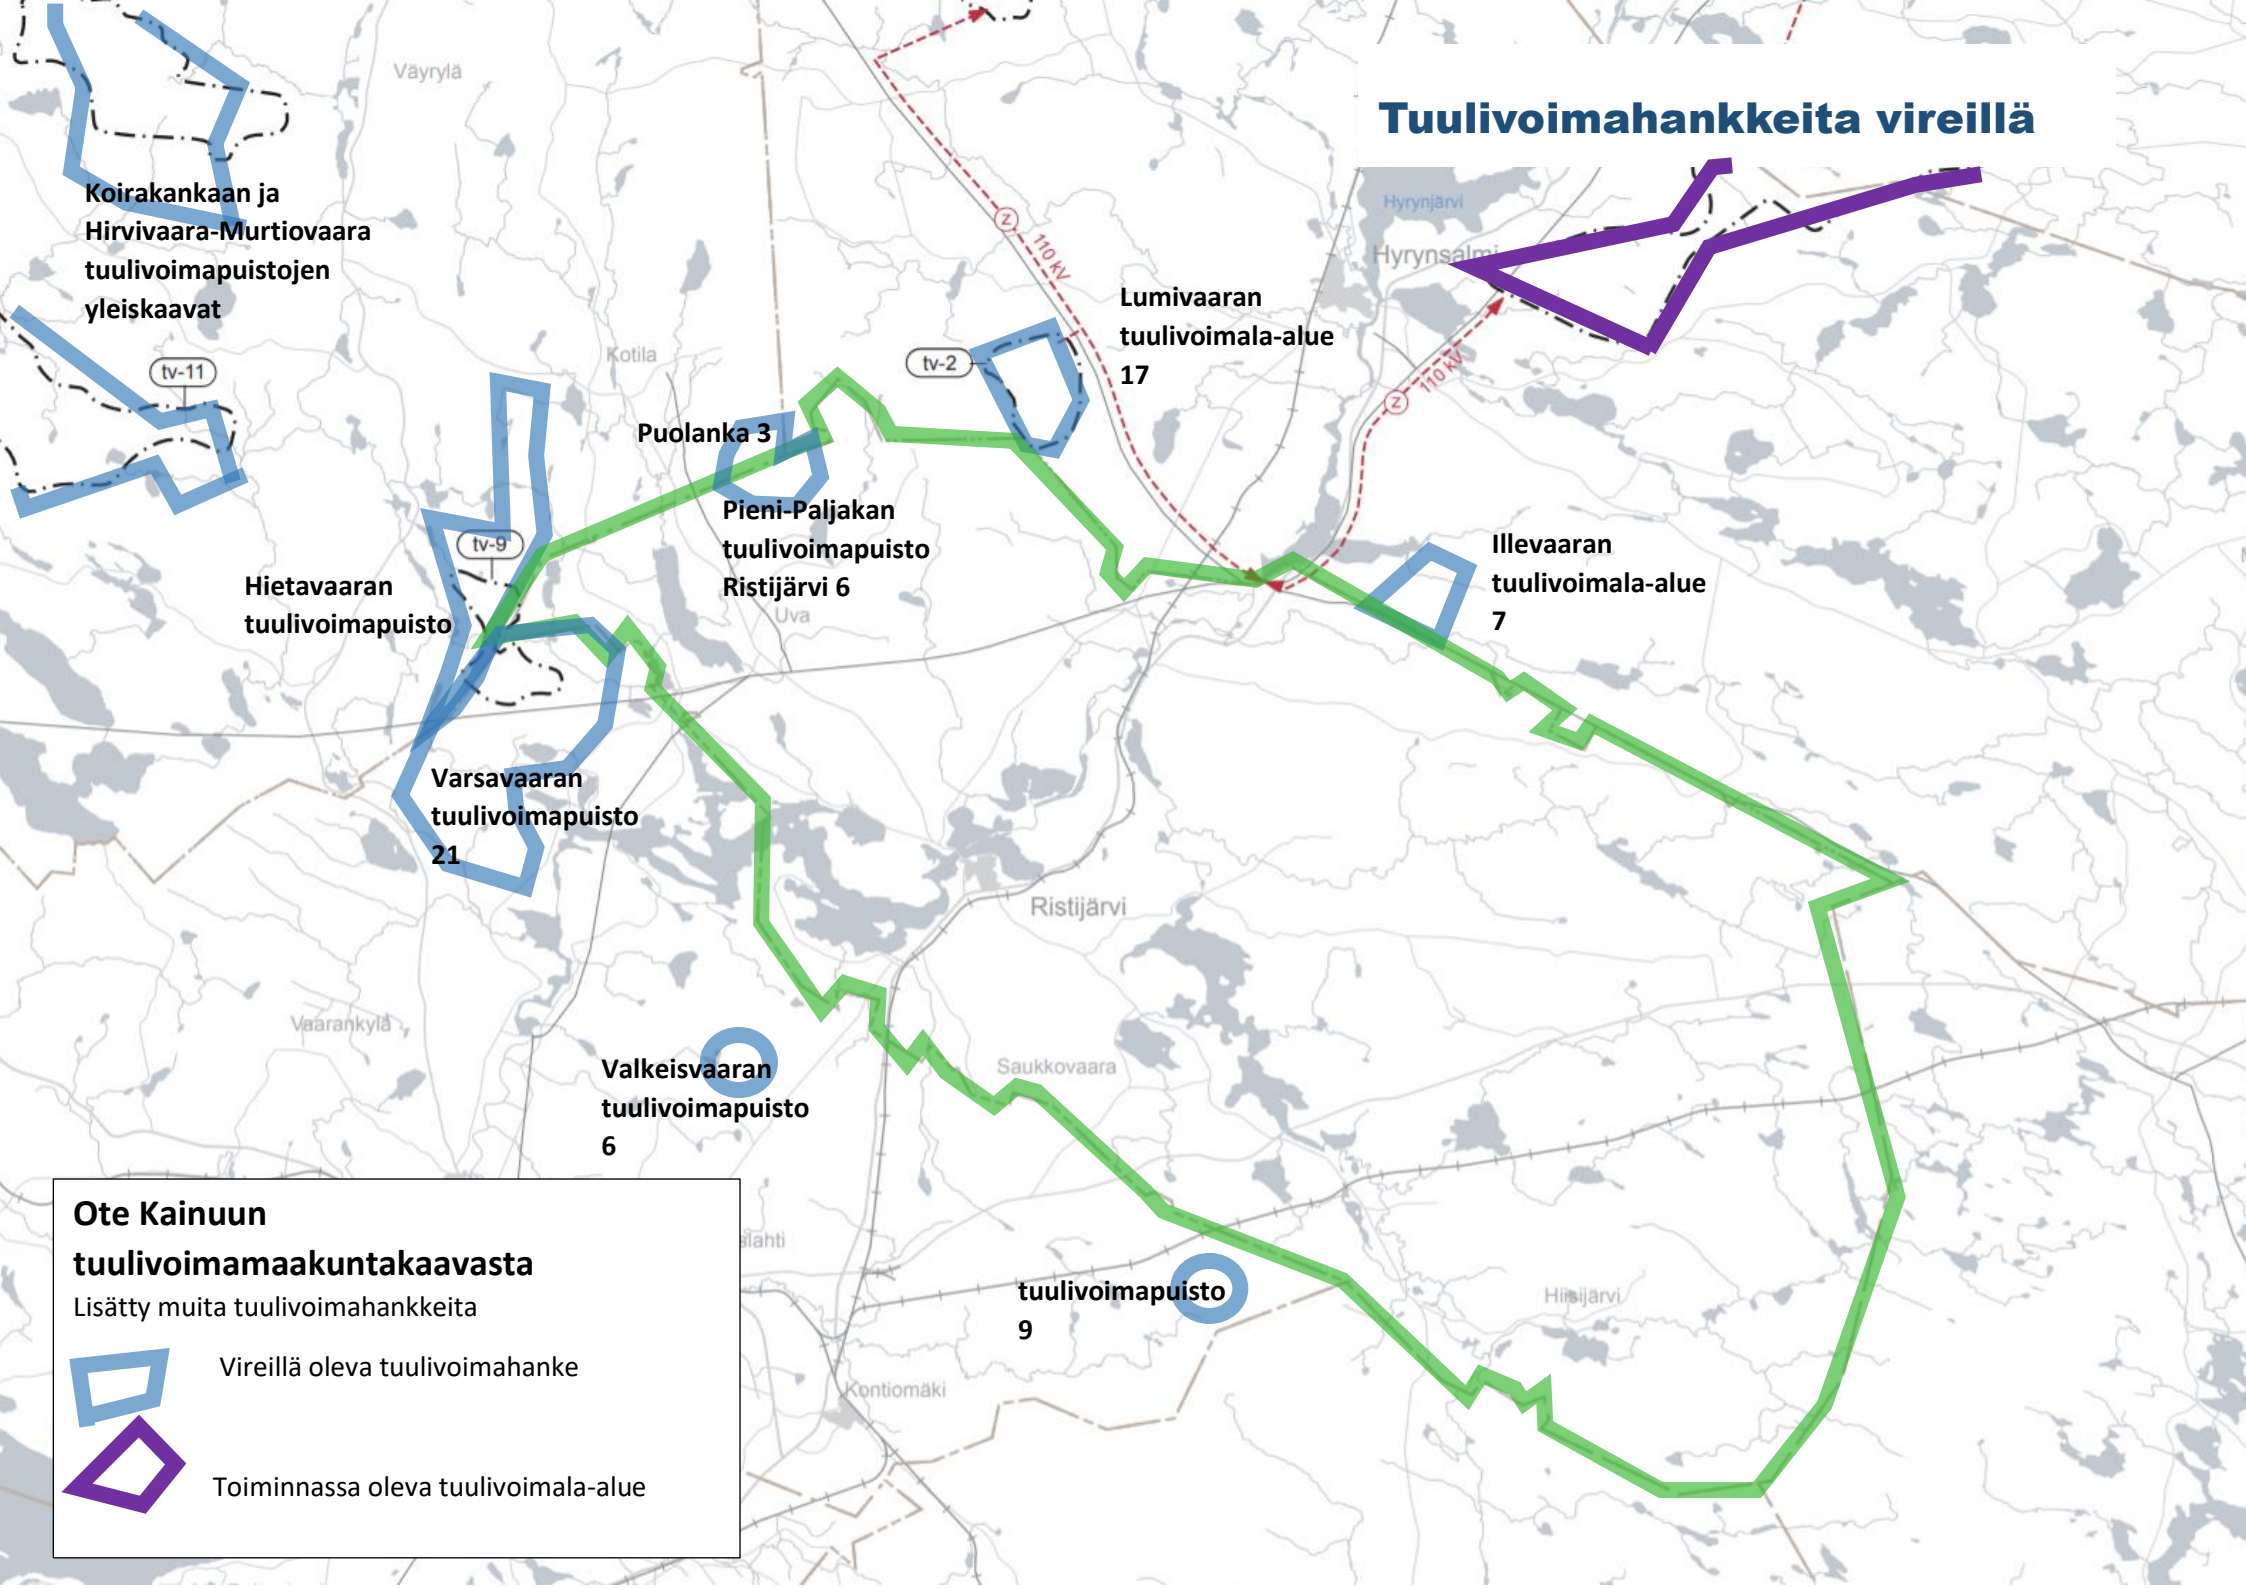 Tuulivoimahankkeita vireillä
Väyrylä
Koirakankaan ja
Hirvivaara-Murtiovaara
tuulivoimapuistojen
yleiskaavat
tv-11
Kotila
Hyrynjärvi
Hyrynsalmi
Z
110 kV
Lumivaaran
tuulivoimala-alue
17
tv-2
Z
110 kV
Puolanka 3
Pieni-Paljakan
tuulivoimapuisto
Ristijärvi 6
Uva
tv-9
Hietavaaran
tuulivoimapuisto
Illevaaran
tuulivoimala-alue
7
Varsavaaran
tuulivoimapuisto
21
Ristijärvi
Vaarankylä
Saukkovaara
Valkeisvaaran
tuulivoimapuisto
6
slahti
tuulivoimapuisto
9
Hiisijärvi
Kontiomäki
Ote Kainuun
tuulivoimamaakuntakaavasta
Lisätty muita tuulivoimahankkeita
Vireillä oleva tuulivoimahanke
Toiminnassa oleva tuulivoimala-alue